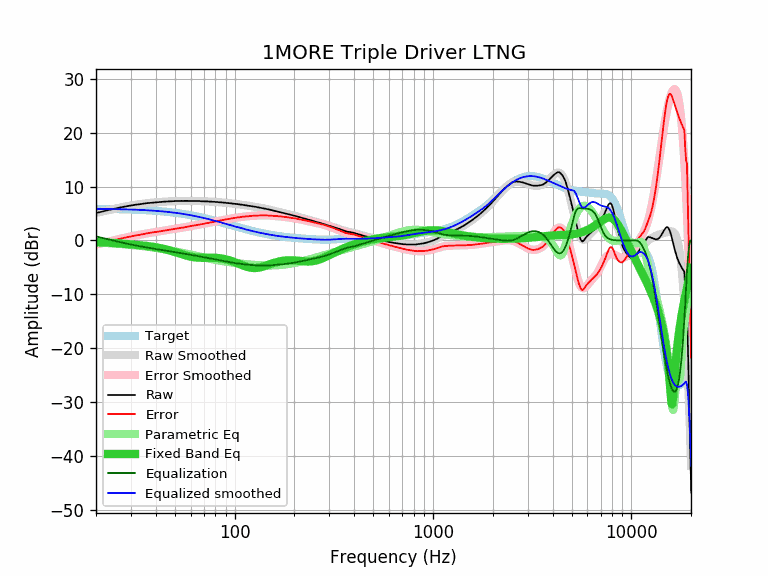 1MORE Triple Driver LTNG
30
20
10
0
−10
−20
−30
−40
−50
Amplitude (dBr)
Target
Raw Smoothed
Error Smoothed
Raw
Error
Parametric Eq
Fixed Band Eq
Equalization
Equalized smoothed
100 1000 10000
Frequency (Hz)